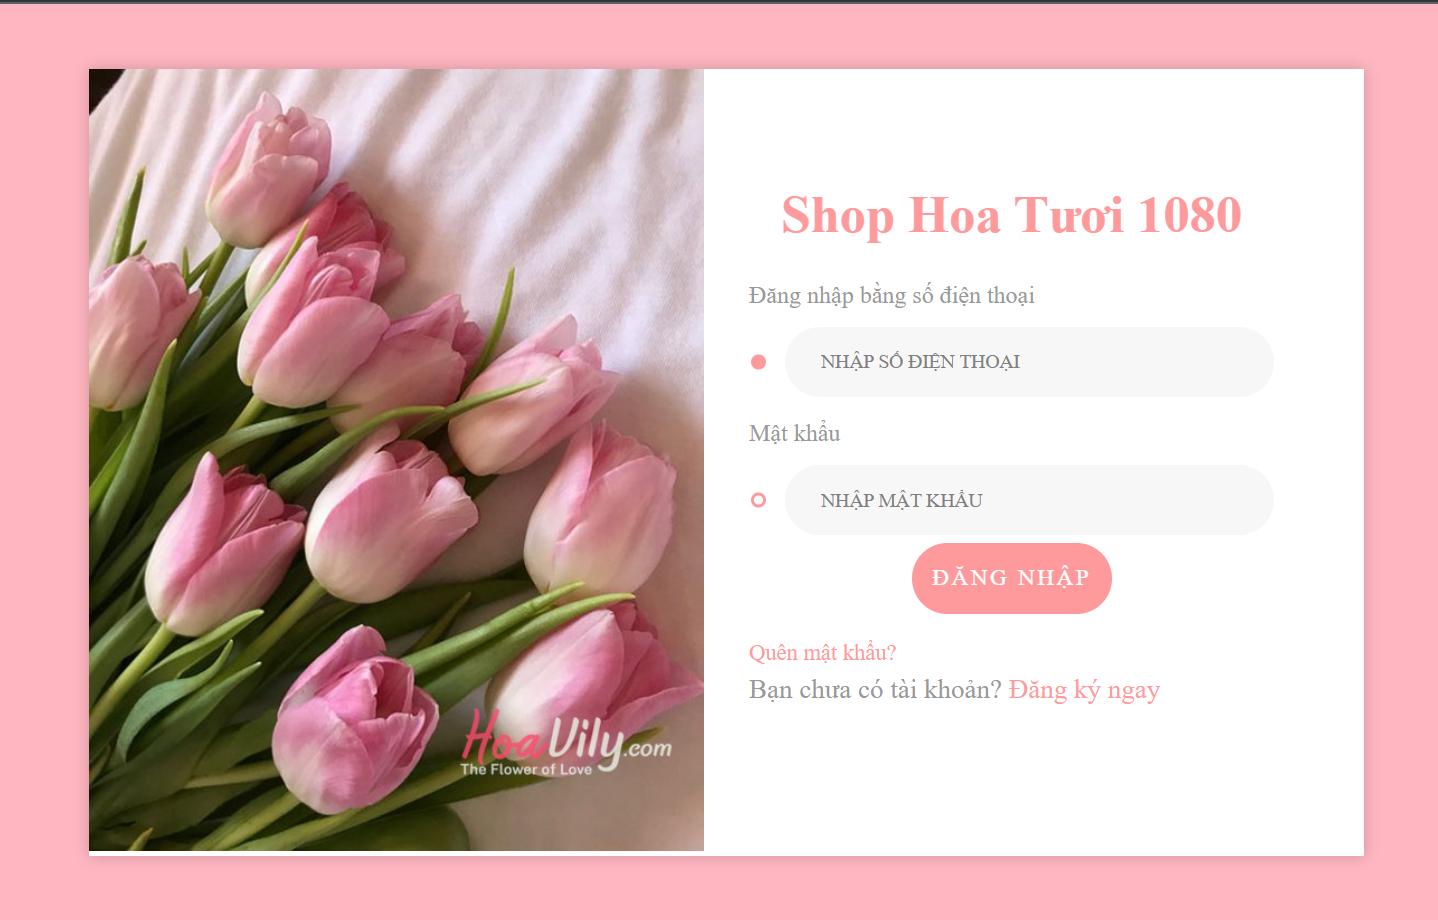 Shop Hoa Tươi 1080
Đăng nhập bằng số điện thoại
NHẬP SỐ ĐIỆN THOẠI
Mật khẩu
NHẬP MẬT KHẨU
ĐĂNG NHẬP
Quên mật khẩu?
Bạn chưa có tài khoản? Đăng ký ngay
HoaVily.com
The Flower of Love